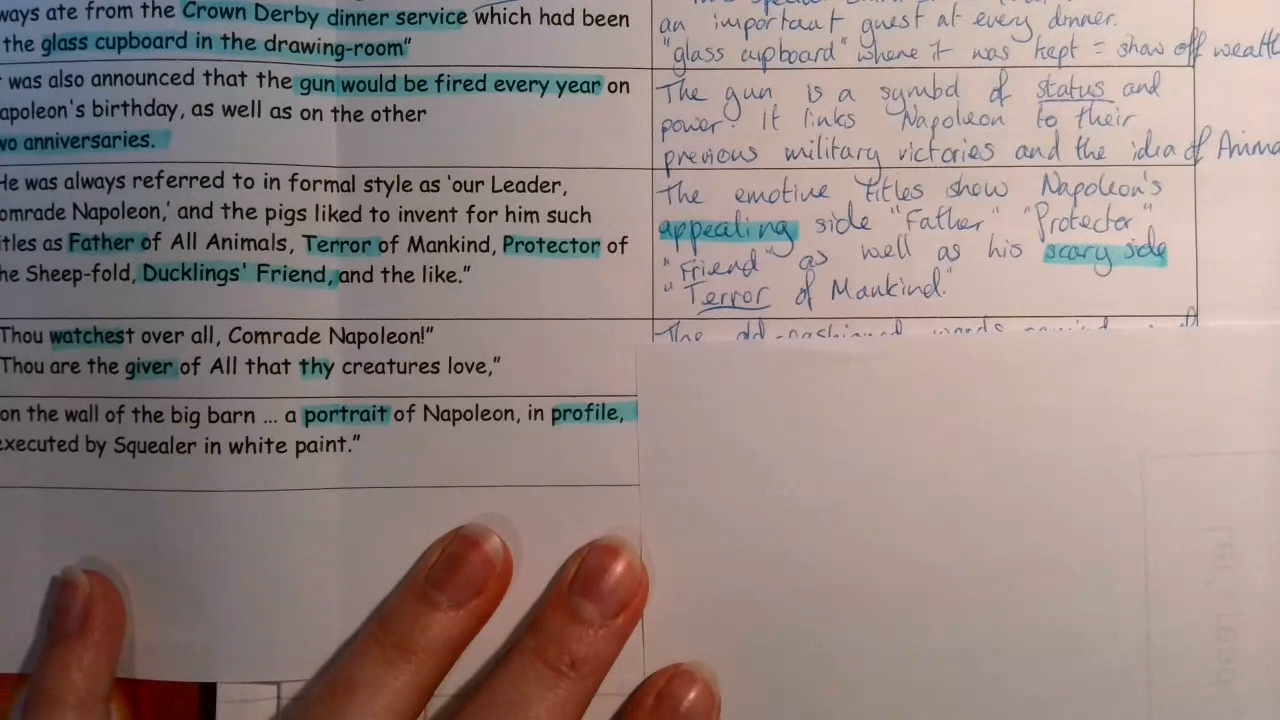 ways ate from the Crown Derby dinner service which had been
the glass cupboard in the drawing-room"
an important guest at every dinner.
"glass cupboard" where it was kept = show off wealth
was also announced that the gun would be fired every year on
apoleon's birthday, as well as on the other
wo anniversaries.
The gun is a symbol of status and
power. It links Napoleon to their
previous military victories and the idea of Anima
He was always referred to in formal style as 'our Leader,
omrade Napoleon,' and the pigs liked to invent for him such
itles as Father of All Animals, Terror of Mankind, Protector of
he Sheep-fold, Ducklings' Friend, and the like."
The emotive titles show Napoleon's
appealing side "Father" "Protector"
"Friend" as well as his scary side
"Terror of Mankind."
Thou watchest over all, Comrade Napoleon!"
Thou are the giver of All that thy creatures love,"
The old-fashioned words
on the wall of the big barn ... a portrait of Napoleon, in profile,
executed by Squealer in white paint."